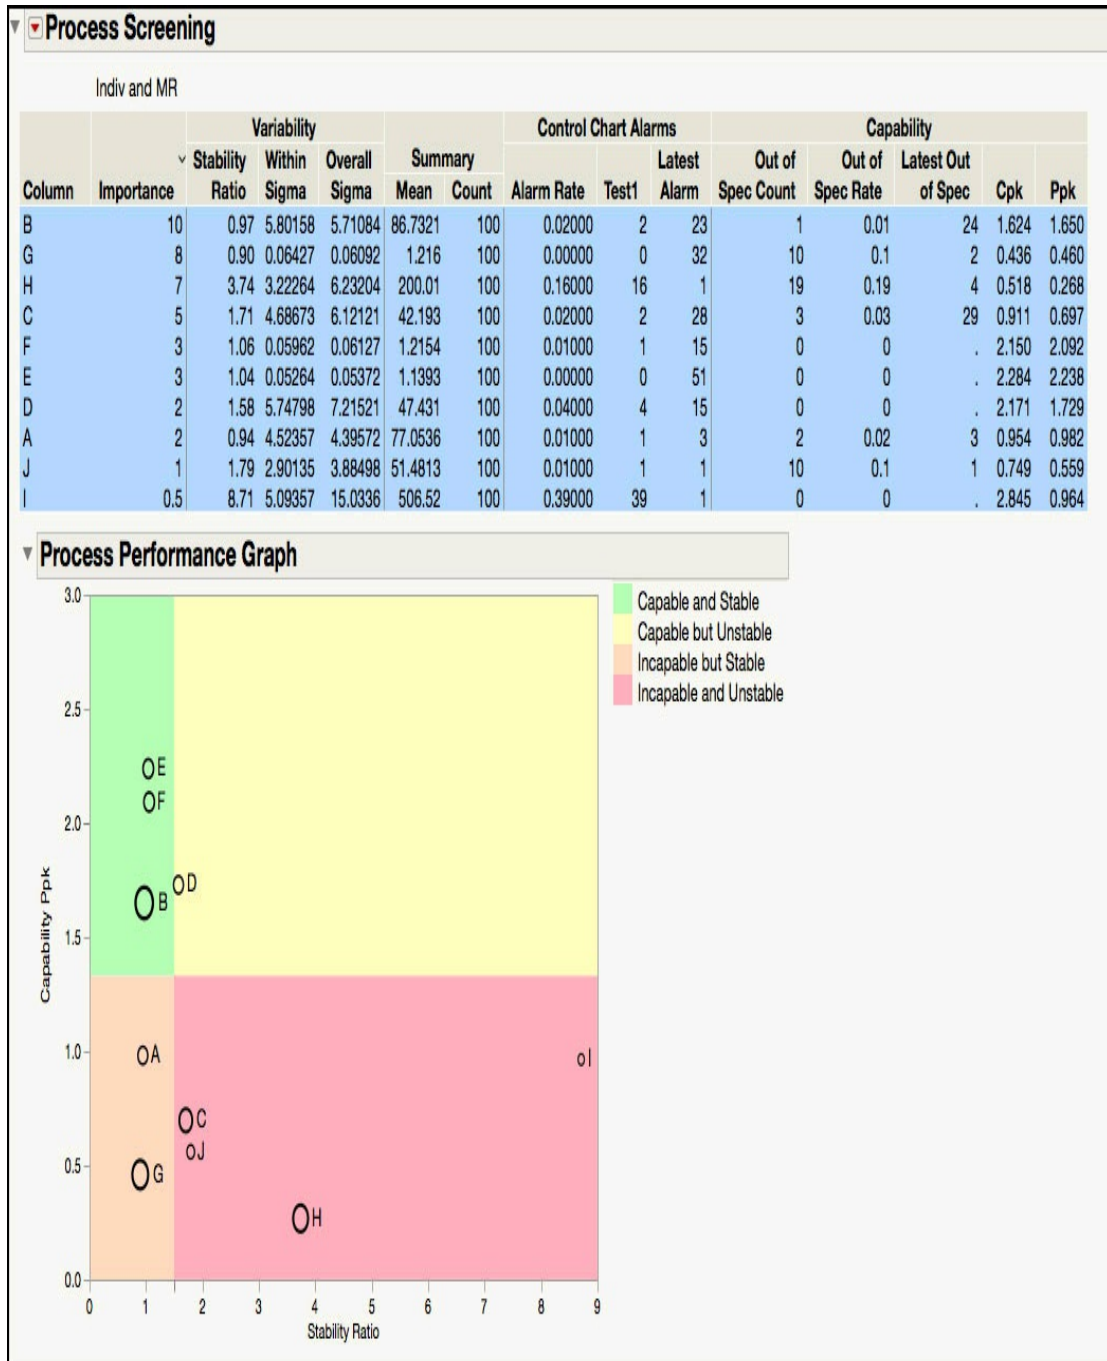 Process Screening
Indiv and MR
Variability Control Chart Alarms Capability
Stability Within Overall Summary Latest Out of Out of Latest Out
Column Importance Ratio Sigma Sigma Mean Count Alarm Rate Test1 Alarm Spec Count Spec Rate of Spec Cpk Ppk
B 10 0.97 5.80158 5.71084 86.7321 100 0.02000 2 23 1 0.01 24 1.624 1.650
G 8 0.90 0.06427 0.06092 1.216 100 0.00000 0 32 10 0.1 2 0.436 0.460
H 7 3.74 3.22264 6.23204 200.01 100 0.16000 16 1 19 0.19 4 0.518 0.268
C 5 1.71 4.68673 6.12121 42.193 100 0.02000 2 28 3 0.03 29 0.911 0.697
F 3 1.06 0.05962 0.06127 1.2154 100 0.01000 1 15 0 0 . 2.150 2.092
E 3 1.04 0.05264 0.05372 1.1393 100 0.00000 0 51 0 0 . 2.284 2.238
D 2 1.58 5.74798 7.21521 47.431 100 0.04000 4 15 0 0 . 2.171 1.729
A 2 0.94 4.52357 4.39572 77.0536 100 0.01000 1 3 2 0.02 3 0.954 0.982
J 1 1.79 2.90135 3.88498 51.4813 100 0.01000 1 1 10 0.1 1 0.749 0.559
I 0.5 8.71 5.09357 15.0336 506.52 100 0.39000 39 1 0 0 . 2.845 0.964
Process Performance Graph
3.0
Capable and Stable
Capable but Unstable
Incapable but Stable
Incapable and Unstable
2.5
E
F
2.0
D
B
1.5
Capability Ppk
1.0
A
I
C
J
0.5
G
H
0.0
0 1 2 3 4 5 6 7 8 9
Stability Ratio